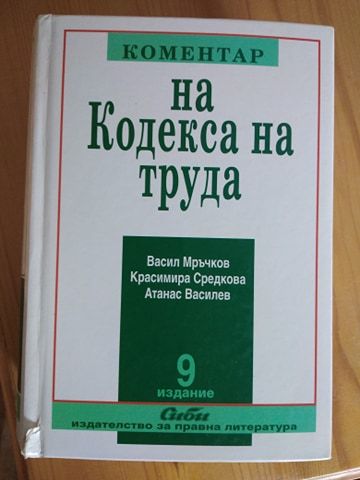 КОМЕНТАР
на
Кодекса на
труда
Васил Мръчков
Красимира Средкова
Атанас Василев
9
издание
Сиби
издателство за правна литература